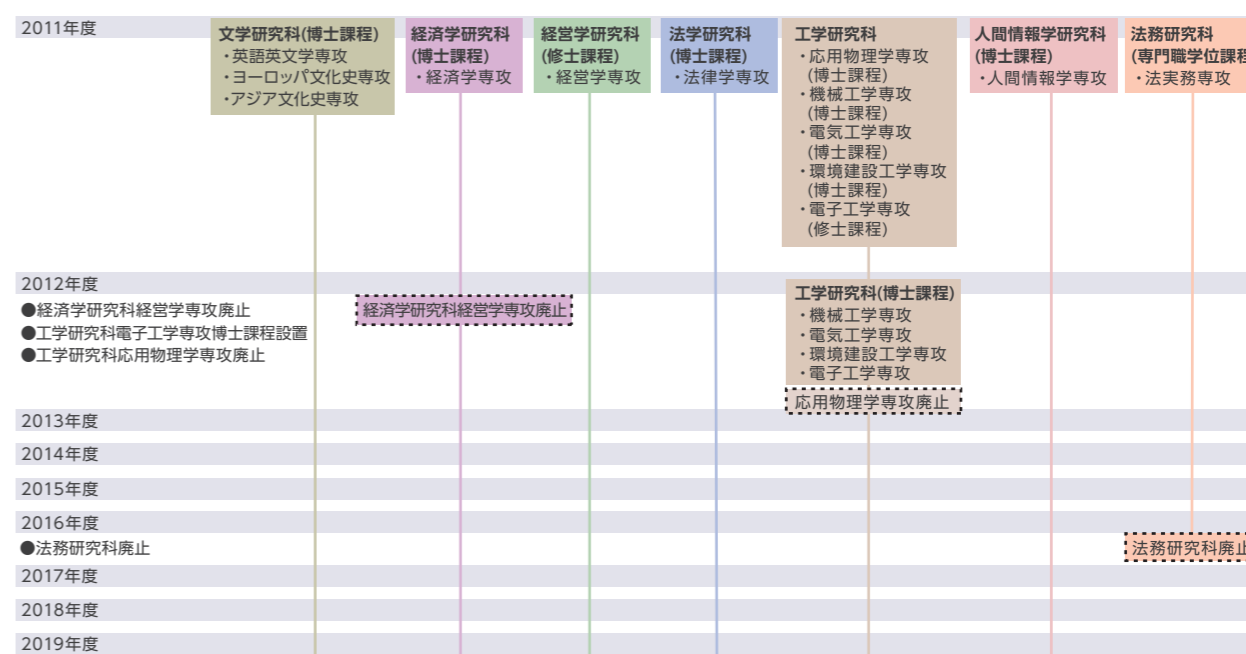 2011年度
文学研究科(博士課程)
・英語英文学専攻
・ヨーロッパ文化史専攻
・アジア文化史専攻
経済学研究科
(博士課程)
・経済学専攻
経営学研究科
(修士課程)
・経営学専攻
法学研究科
(博士課程)
・法律学専攻
工学研究科
・応用物理学専攻
(博士課程)
・機械工学専攻
(博士課程)
・電気工学専攻
(博士課程)
・環境建設工学専攻
(博士課程)
・電子工学専攻
(修士課程)
人間情報学研究科
(博士課程)
・人間情報学専攻
法務研究科
(専門職学位課程
・法実務専攻
2012年度
●経済学研究科経営学専攻廃止
●工学研究科電子工学専攻博士課程設置
●工学研究科応用物理学専攻廃止
経済学研究科経営学専攻廃止
工学研究科(博士課程)
・機械工学専攻
・電気工学専攻
・環境建設工学専攻
・電子工学専攻
応用物理学専攻廃止
2013年度
2014年度
2015年度
2016年度
●法務研究科廃止
法務研究科廃止
2017年度
2018年度
2019年度